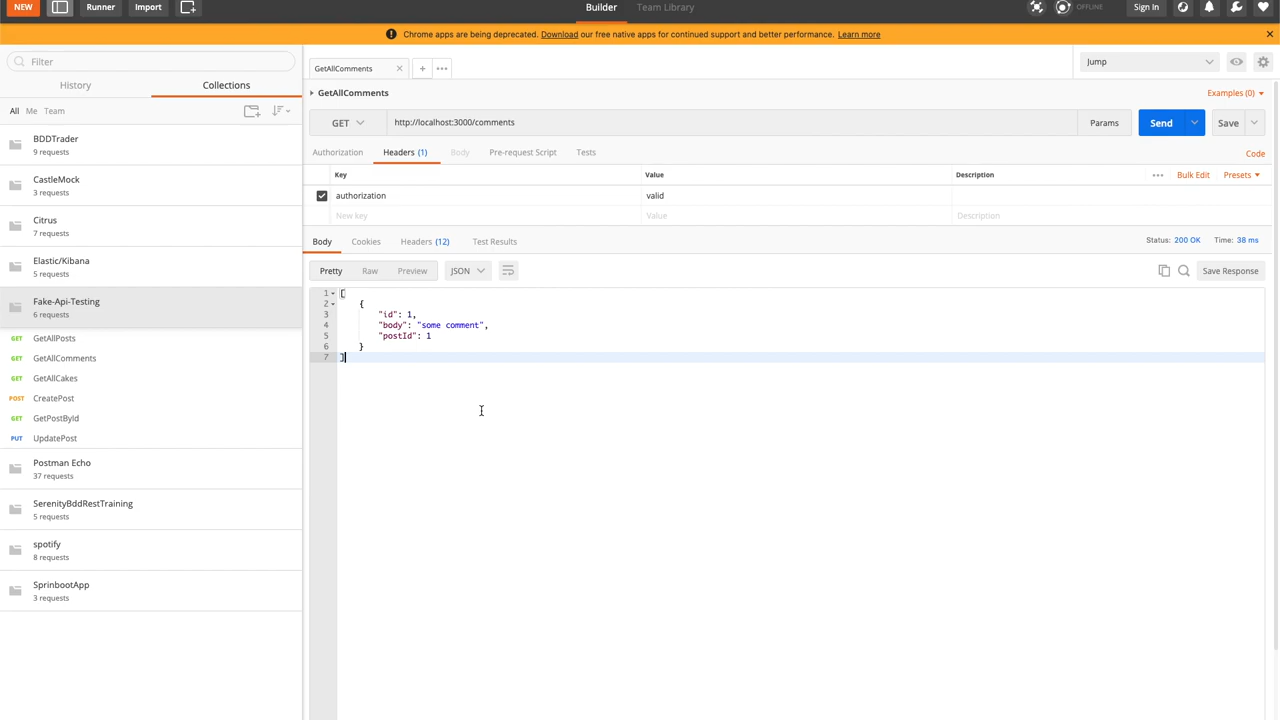 NEW Runner Import Builder Team Library OFFLINE Sign In
Chrome apps are being deprecated. Download our free native apps for continued support and better performance. Learn more
Filter
History Collections
All Me Team
BDDTrader
9 requests
CastleMock
3 requests
Citrus
7 requests
Elastic/Kibana
5 requests
Fake-Api-Testing
6 requests
GET GetAllPosts
GET GetAllComments
GET GetAllCakes
POST CreatePost
GET GetPostById
PUT UpdatePost
Postman Echo
37 requests
SerenityBddRestTraining
5 requests
spotify
8 requests
SprinbootApp
3 requests
GetAllComments
Jump
GetAllComments Examples (0)
GET http://localhost:3000/comments Params Send Save
Authorization Headers (1) Body Pre-request Script Tests Code
Key Value Description Bulk Edit Presets
authorization valid
New key Value Description
Body Cookies Headers (12) Test Results Status: 200 OK Time: 38 ms
Pretty Raw Preview JSON Save Response
1 [
2 {
3 "id": 1,
4 "body": "some comment",
5 "postId": 1
6 }
7 ]